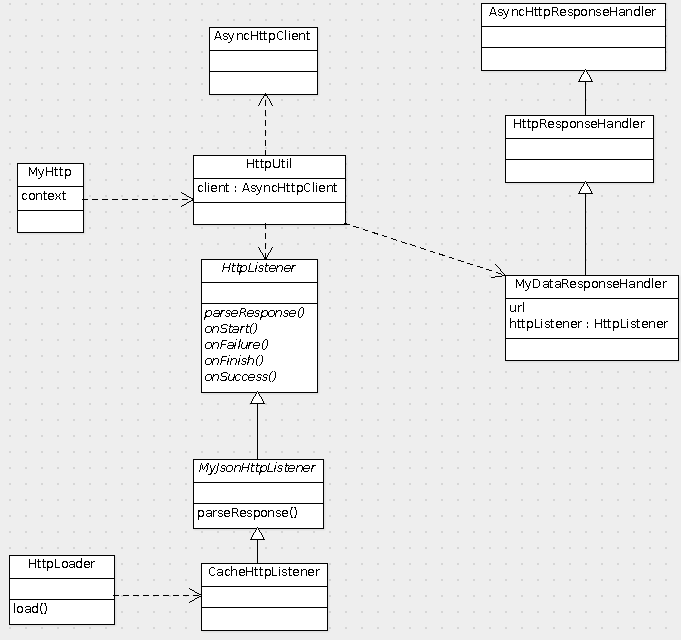 AsyncHttpClient
AsyncHttpResponseHandler
HttpResponseHandler
MyHttp
context
HttpUtil
client : AsyncHttpClient
HttpListener
parseResponse()
onStart()
onFailure()
onFinish()
onSuccess()
MyDataResponseHandler
url
httpListener : HttpListener
MyJsonHttpListener
parseResponse()
HttpLoader
load()
CacheHttpListener